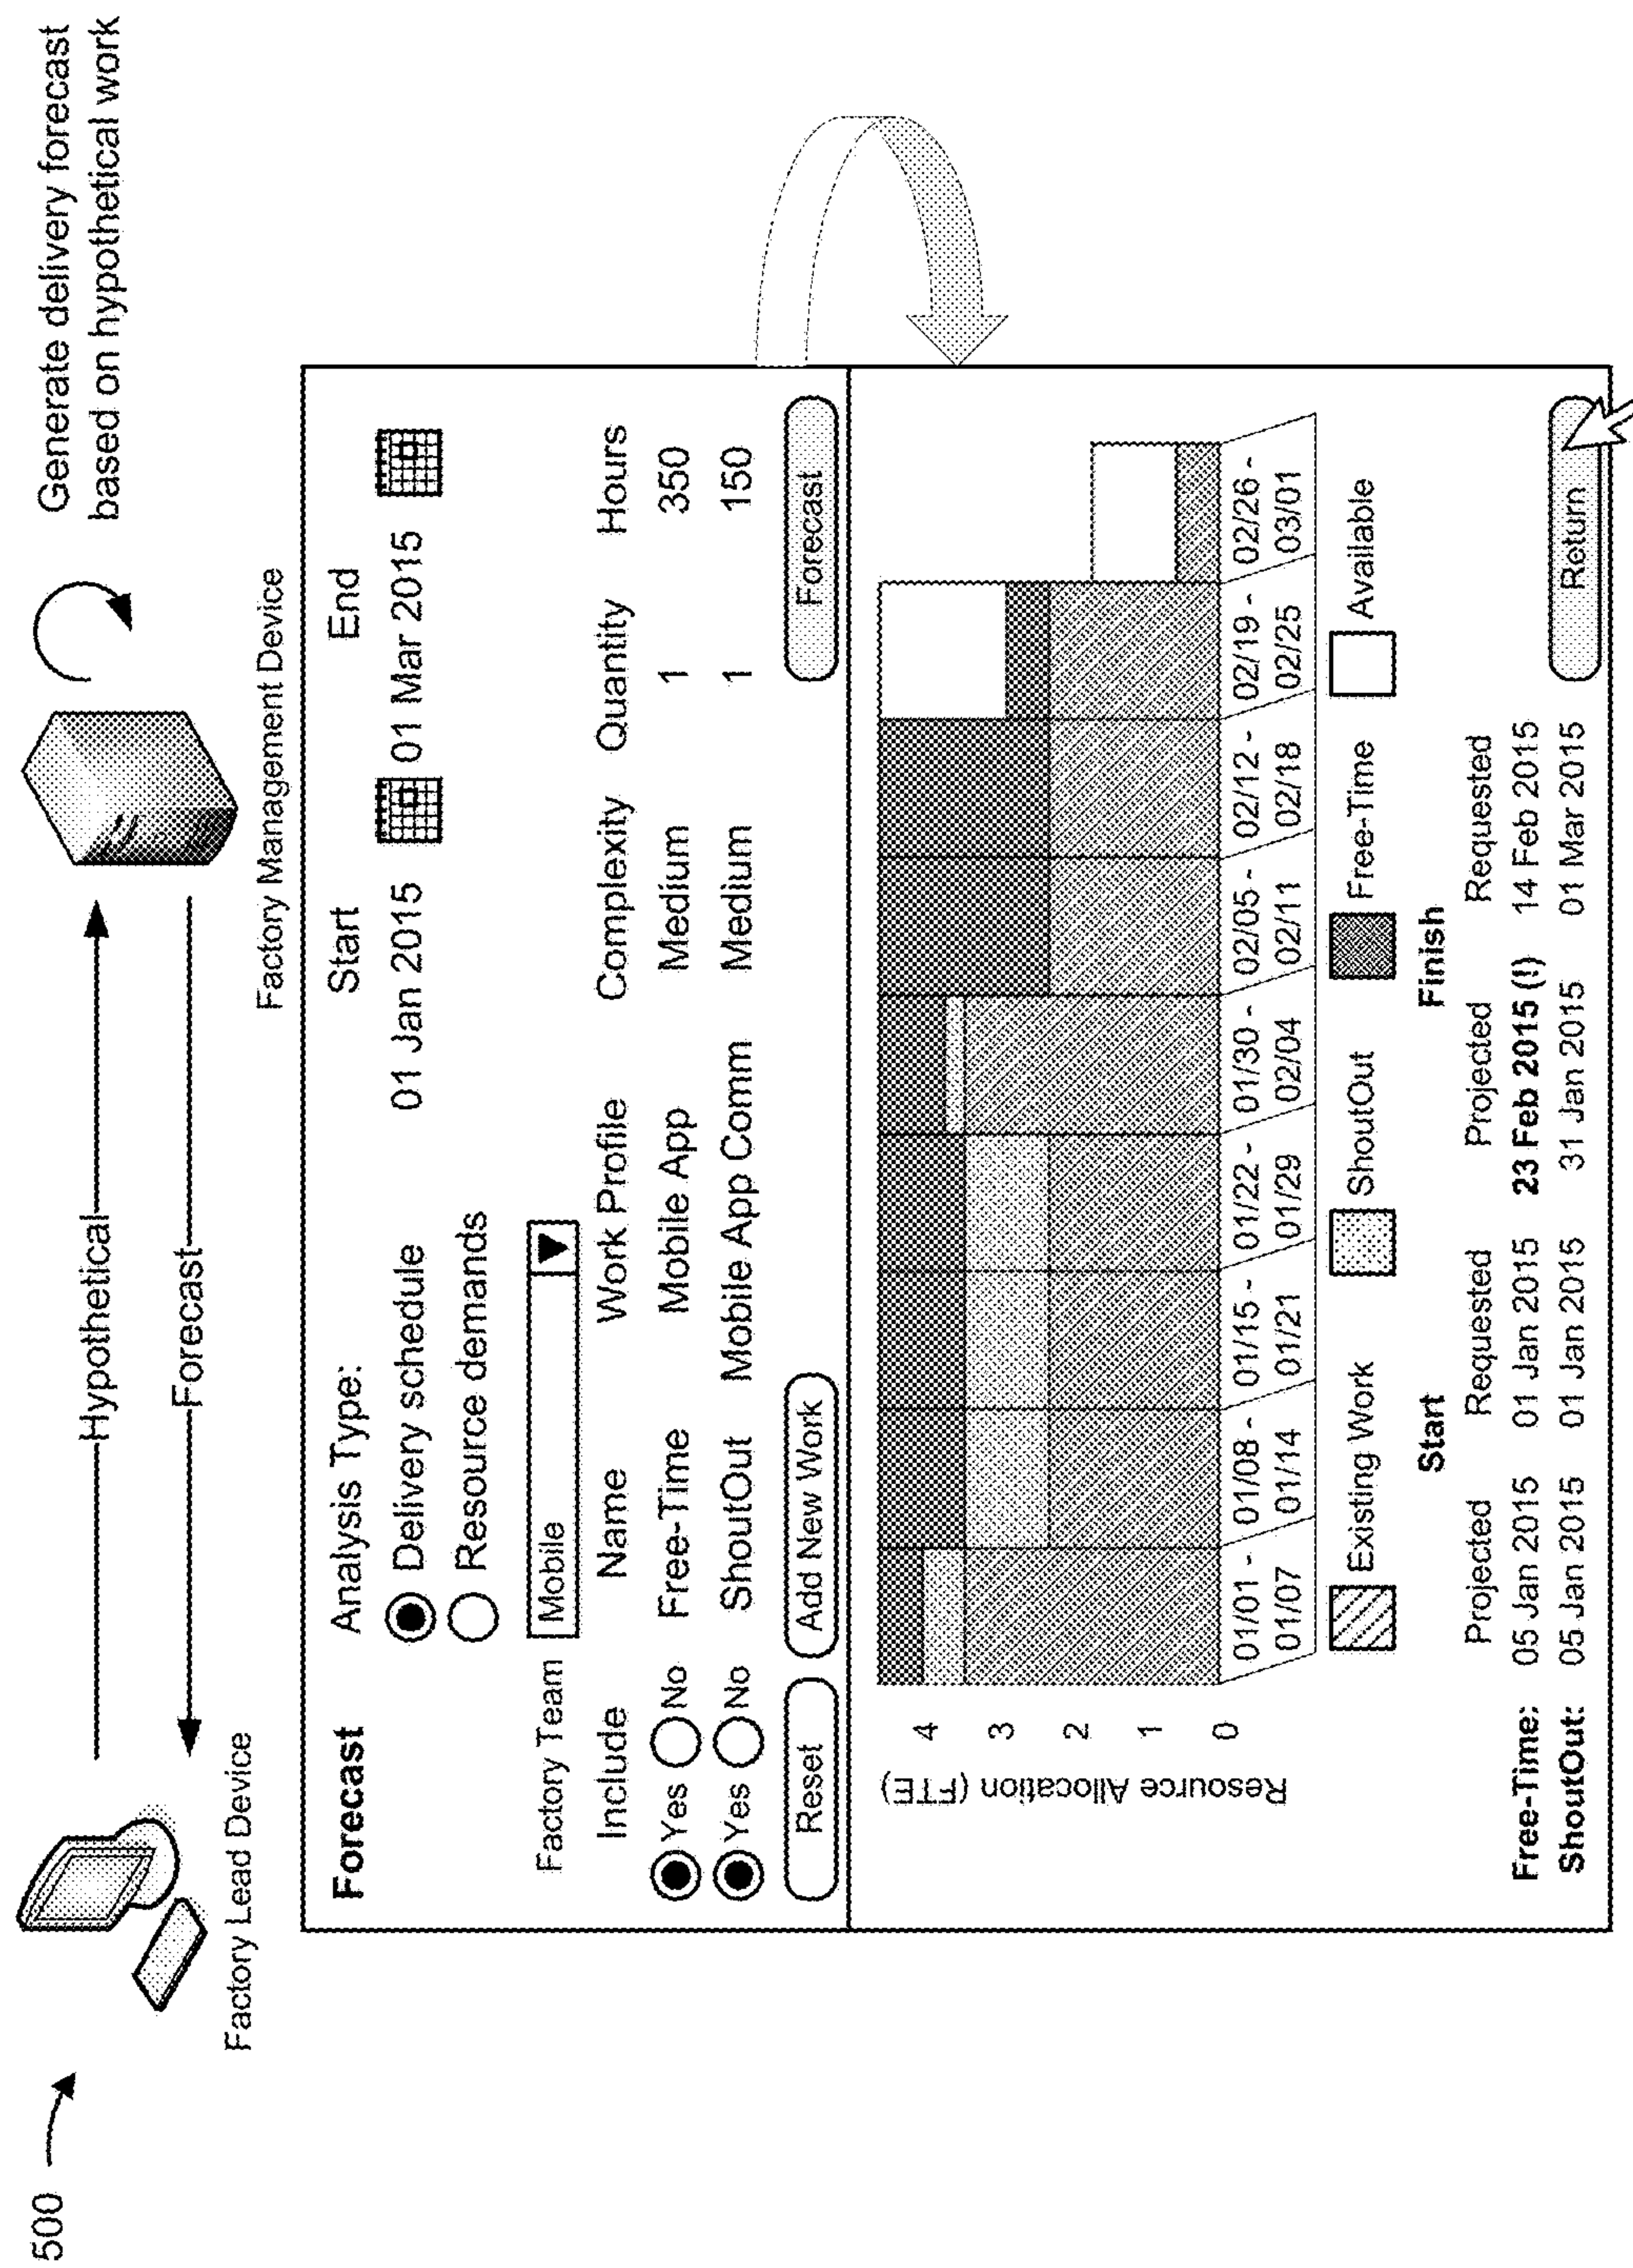 500
Hypothetical
Forecast
Generate delivery forecast
based on hypothetical work
Factory Lead Device
Factory Management Device
Forecast
Analysis Type:
Start
End
Delivery schedule
01 Jan 2015
01 Mar 2015
Resource demands
Factory Team
Mobile
Include Name Work Profile Complexity Quantity Hours
Yes No Free-Time Mobile App Medium 1 350
Yes No ShoutOut Mobile App Comm Medium 1 150
Reset
Add New Work
Forecast
Resource Allocation (FTE)
4
3
2
1
0
01/01 - 01/08 - 01/15 - 01/22 - 01/30 - 02/05 - 02/12 - 02/19 - 02/26 -
01/07 01/14 01/21 01/29 02/04 02/11 02/18 02/25 03/01
Existing Work ShoutOut Free-Time Available
Start Finish
Projected Requested Projected Requested
Free-Time: 05 Jan 2015 01 Jan 2015 23 Feb 2015 (!) 14 Feb 2015
ShoutOut: 05 Jan 2015 01 Jan 2015 31 Jan 2015 01 Mar 2015
Return